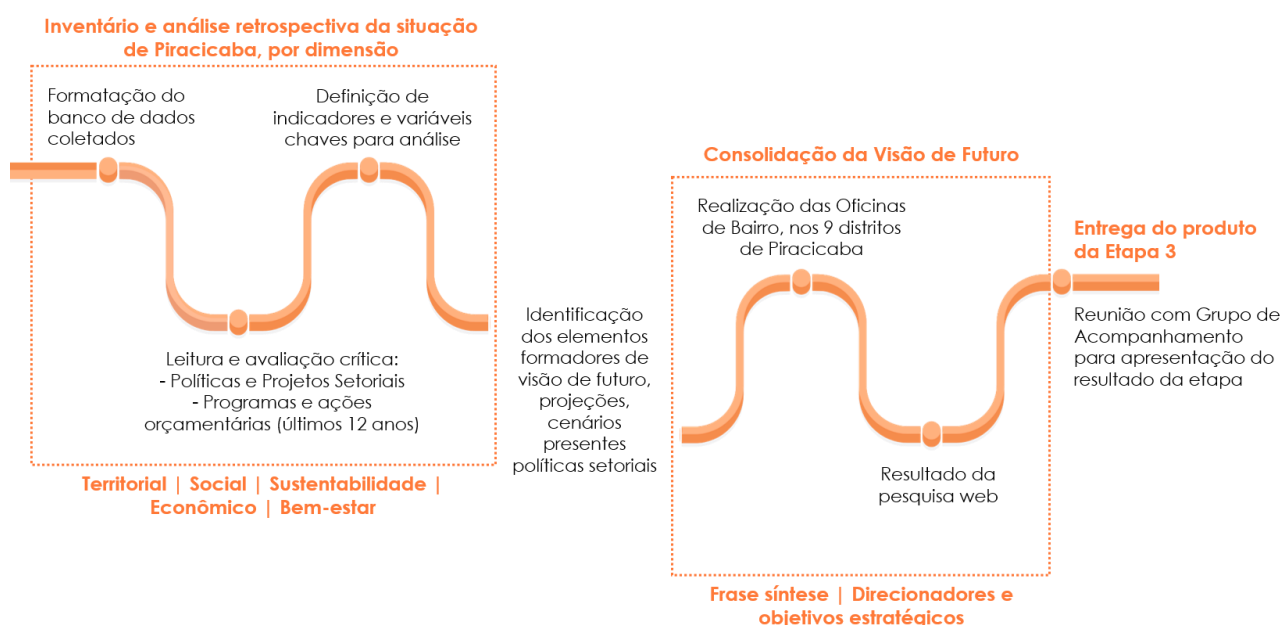 Inventário e análise retrospectiva da situação
de Piracicaba, por dimensão
Formatação do
banco de dados
coletados
Definição de
indicadores e variáveis
chaves para análise
Leitura e avaliação crítica:
- Políticas e Projetos Setoriais
- Programas e ações
orçamentárias (últimos 12 anos)
Territorial | Social | Sustentabilidade |
Econômico | Bem-estar
Identificação
dos elementos
formadores de
visão de futuro,
projeções,
cenários
presentes
políticas setoriais
Consolidação da Visão de Futuro
Realização das Oficinas
de Bairro, nos 9 distritos
de Piracicaba
Resultado da
pesquisa web
Frase síntese | Direcionadores e
objetivos estratégicos
Entrega do produto
da Etapa 3
Reunião com Grupo de
Acompanhamento
para apresentação do
resultado da etapa